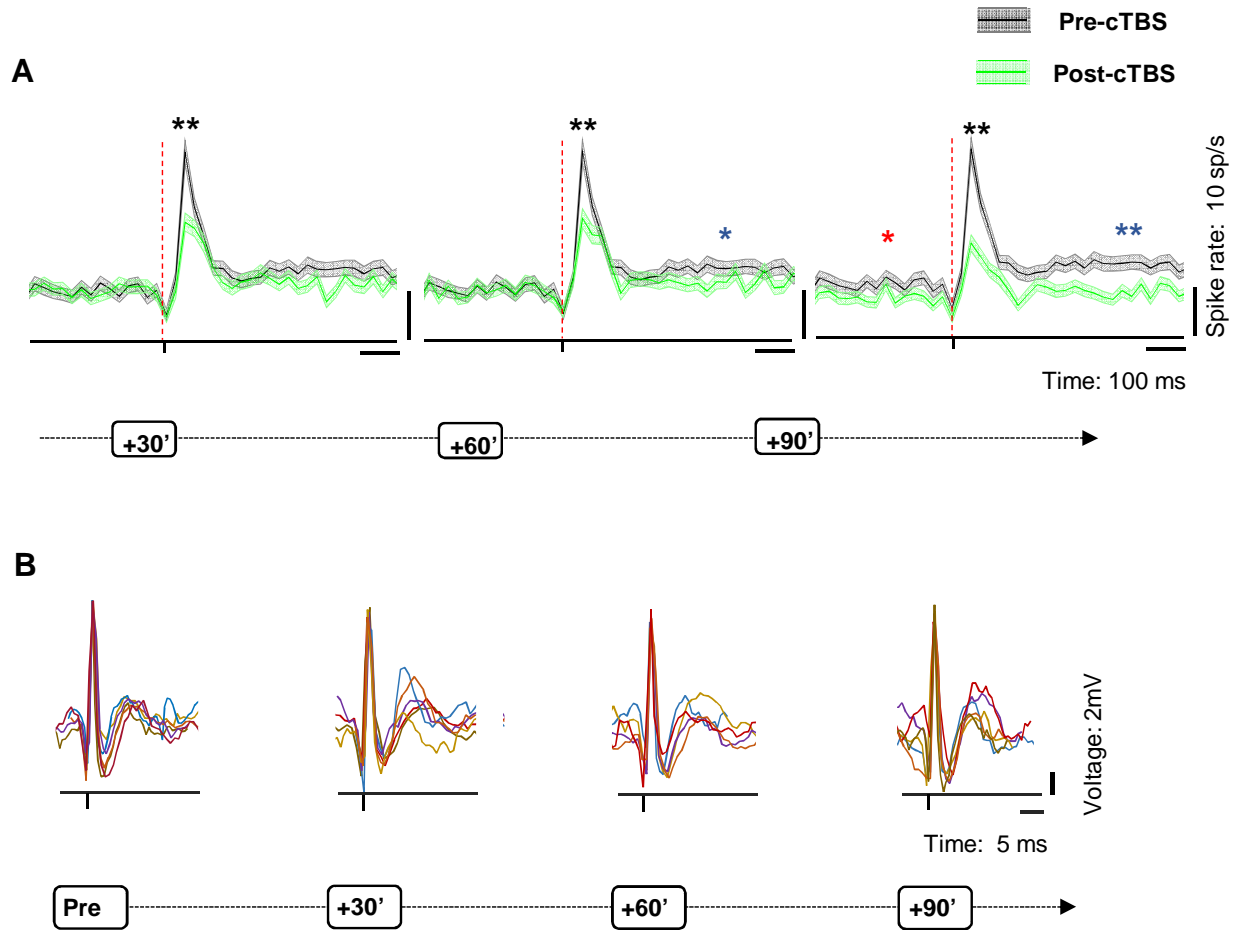 Pre-cTBS
A
Post-cTBS
** ** **
* * **
Spike rate: 10 sp/s
Time: 100 ms
+30’ +60’ +90’
B
Voltage: 2mV
Time: 5 ms
Pre +30’ +60’ +90’